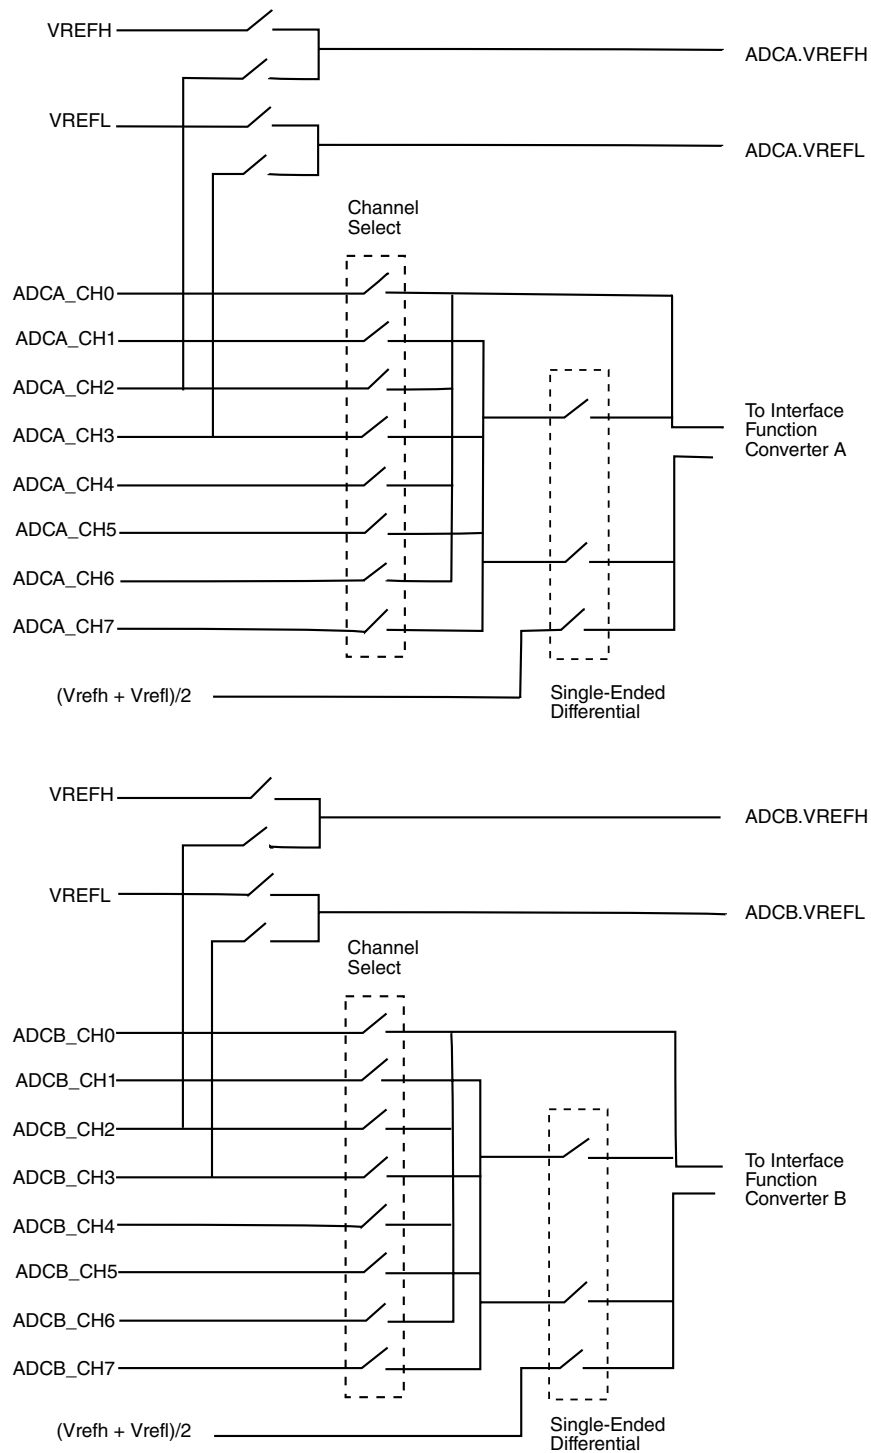 VREFH
ADCA.VREFH
VREFL
ADCA.VREFL
Channel
Select
ADCA_CH0
ADCA_CH1
ADCA_CH2
ADCA_CH3
To Interface
Function
Converter A
ADCA_CH4
ADCA_CH5
ADCA_CH6
ADCA_CH7
(Vrefh + Vrefl)/2
Single-Ended
Differential
VREFH
ADCB.VREFH
VREFL
ADCB.VREFL
Channel
Select
ADCB_CH0
ADCB_CH1
ADCB_CH2
ADCB_CH3
To Interface
Function
Converter B
ADCB_CH4
ADCB_CH5
ADCB_CH6
ADCB_CH7
(Vrefh + Vrefl)/2
Single-Ended
Differential